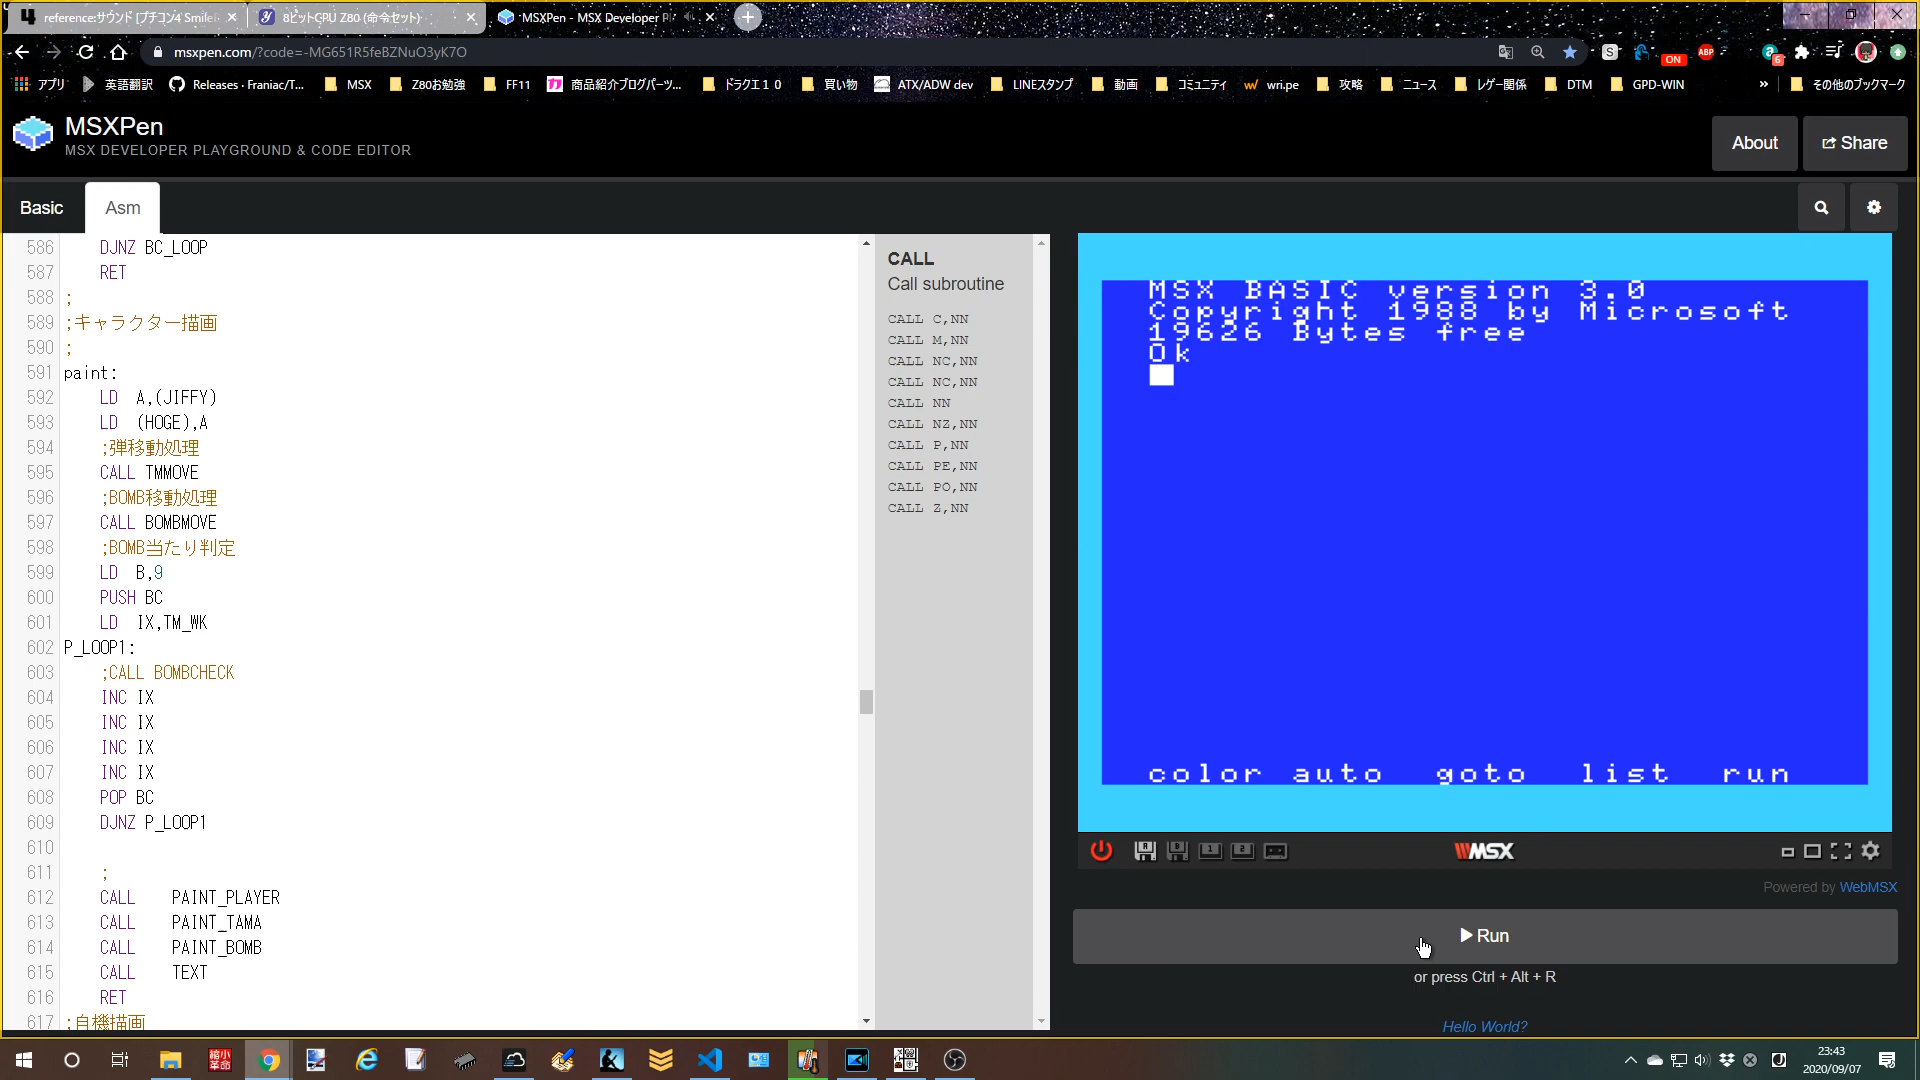 reference:サウンド [プチコン4 Smile
8ビットCPU Z80 (命令セット)
MSXPen - MSX Developer Pl
msxpen.com/?code=-MG651R5feBZNuO3yK7O
S
ON
ABP
6
アプリ
英語翻訳
Releases · Franiac/T...
MSX
Z80お勉強
FF11
商品紹介ブログパーツ...
ドラクエ10
買い物
ATX/ADW dev
LINEスタンプ
動画
コミュニティ
wri.pe
攻略
ニュース
レゲー関係
DTM
GPD-WIN
»
その他のブックマーク
MSXPen
MSX DEVELOPER PLAYGROUND & CODE EDITOR
About
Share
Basic
Asm
586 DJNZ BC_LOOP
587 RET
588 ;
589 ;キャラクター描画
590 ;
591 paint:
592 LD A,(JIFFY)
593 LD (HOGE),A
594 ;弾移動処理
595 CALL TMMOVE
596 ;BOMB移動処理
597 CALL BOMBMOVE
598 ;BOMB当たり判定
599 LD B,9
600 PUSH BC
601 LD IX,TM_WK
602 P_LOOP1:
603 ;CALL BOMBCHECK
604 INC IX
605 INC IX
606 INC IX
607 INC IX
608 POP BC
609 DJNZ P_LOOP1
610
611 ;
612 CALL PAINT_PLAYER
613 CALL PAINT_TAMA
614 CALL PAINT_BOMB
615 CALL TEXT
616 RET
617 ;自機描画
CALL
Call subroutine
CALL C,NN
CALL M,NN
CALL NC,NN
CALL NC,NN
CALL NN
CALL NZ,NN
CALL P,NN
CALL PE,NN
CALL PO,NN
CALL Z,NN
MSX BASIC version 3.0
Copyright 1988 by Microsoft
19626 Bytes free
Ok
color auto goto list run
WMSX
Powered by WebMSX
Run
or press Ctrl + Alt + R
Hello World?
縮小
革命
23:43
2020/09/07